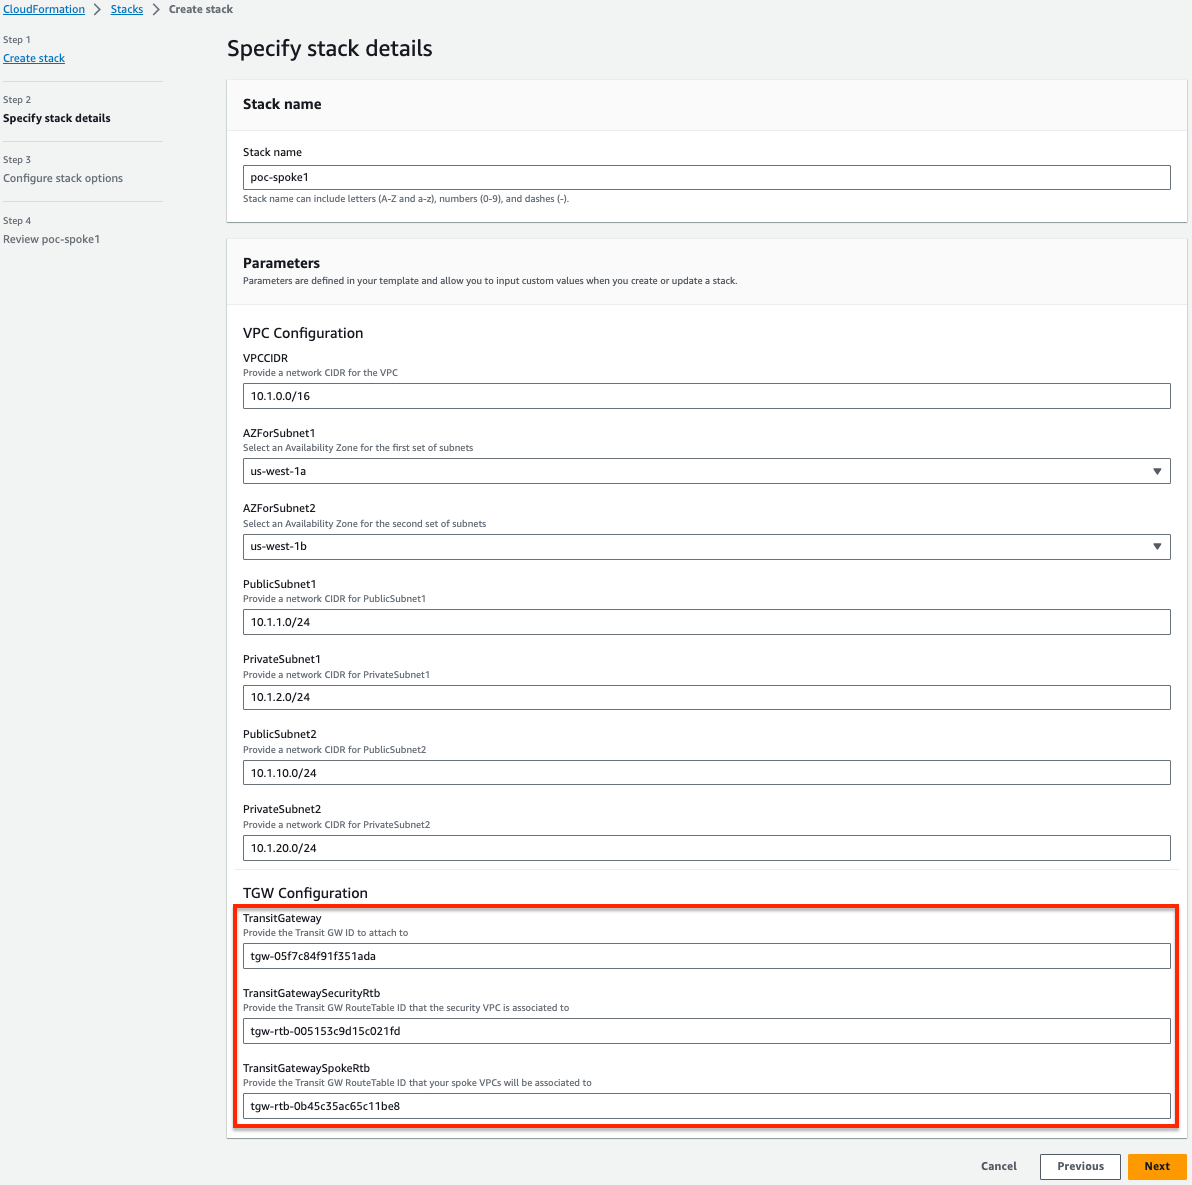 CloudFormation > Stacks > Create stack
Step 1
Create stack
Step 2
Specify stack details
Step 3
Configure stack options
Step 4
Review poc-spoke1
Specify stack details
Stack name
Stack name
poc-spoke1
Stack name can include letters (A-Z and a-z), numbers (0-9), and dashes (-).
Parameters
Parameters are defined in your template and allow you to input custom values when you create or update a stack.
VPC Configuration
VPCCIDR
Provide a network CIDR for the VPC
10.1.0.0/16
AZForSubnet1
Select an Availability Zone for the first set of subnets
us-west-1a
AZForSubnet2
Select an Availability Zone for the second set of subnets
us-west-1b
PublicSubnet1
Provide a network CIDR for PublicSubnet1
10.1.1.0/24
PrivateSubnet1
Provide a network CIDR for PrivateSubnet1
10.1.2.0/24
PublicSubnet2
Provide a network CIDR for PublicSubnet2
10.1.10.0/24
PrivateSubnet2
Provide a network CIDR for PrivateSubnet2
10.1.20.0/24
TGW Configuration
TransitGateway
Provide the Transit GW ID to attach to
tgw-05f7c84f91f351ada
TransitGatewaySecurityRtb
Provide the Transit GW RouteTable ID that the security VPC is associated to
tgw-rtb-005153c9d15c021fd
TransitGatewaySpokeRtb
Provide the Transit GW RouteTable ID that your spoke VPCs will be associated to
tgw-rtb-0b45c35ac65c11be8
Cancel Previous Next